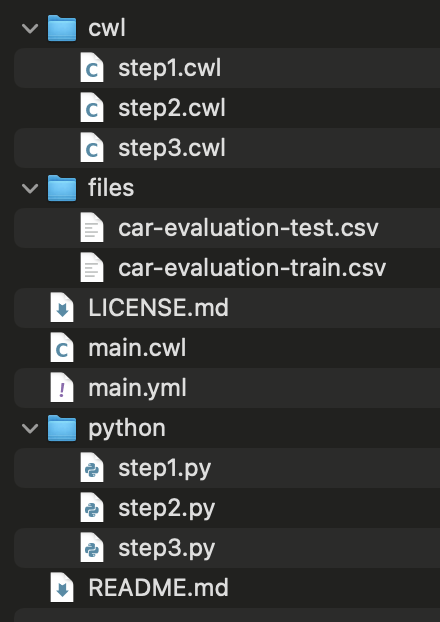 cwl
step1.cwl
step2.cwl
step3.cwl
files
car-evaluation-test.csv
car-evaluation-train.csv
LICENSE.md
main.cwl
main.yml
python
step1.py
step2.py
step3.py
README.md